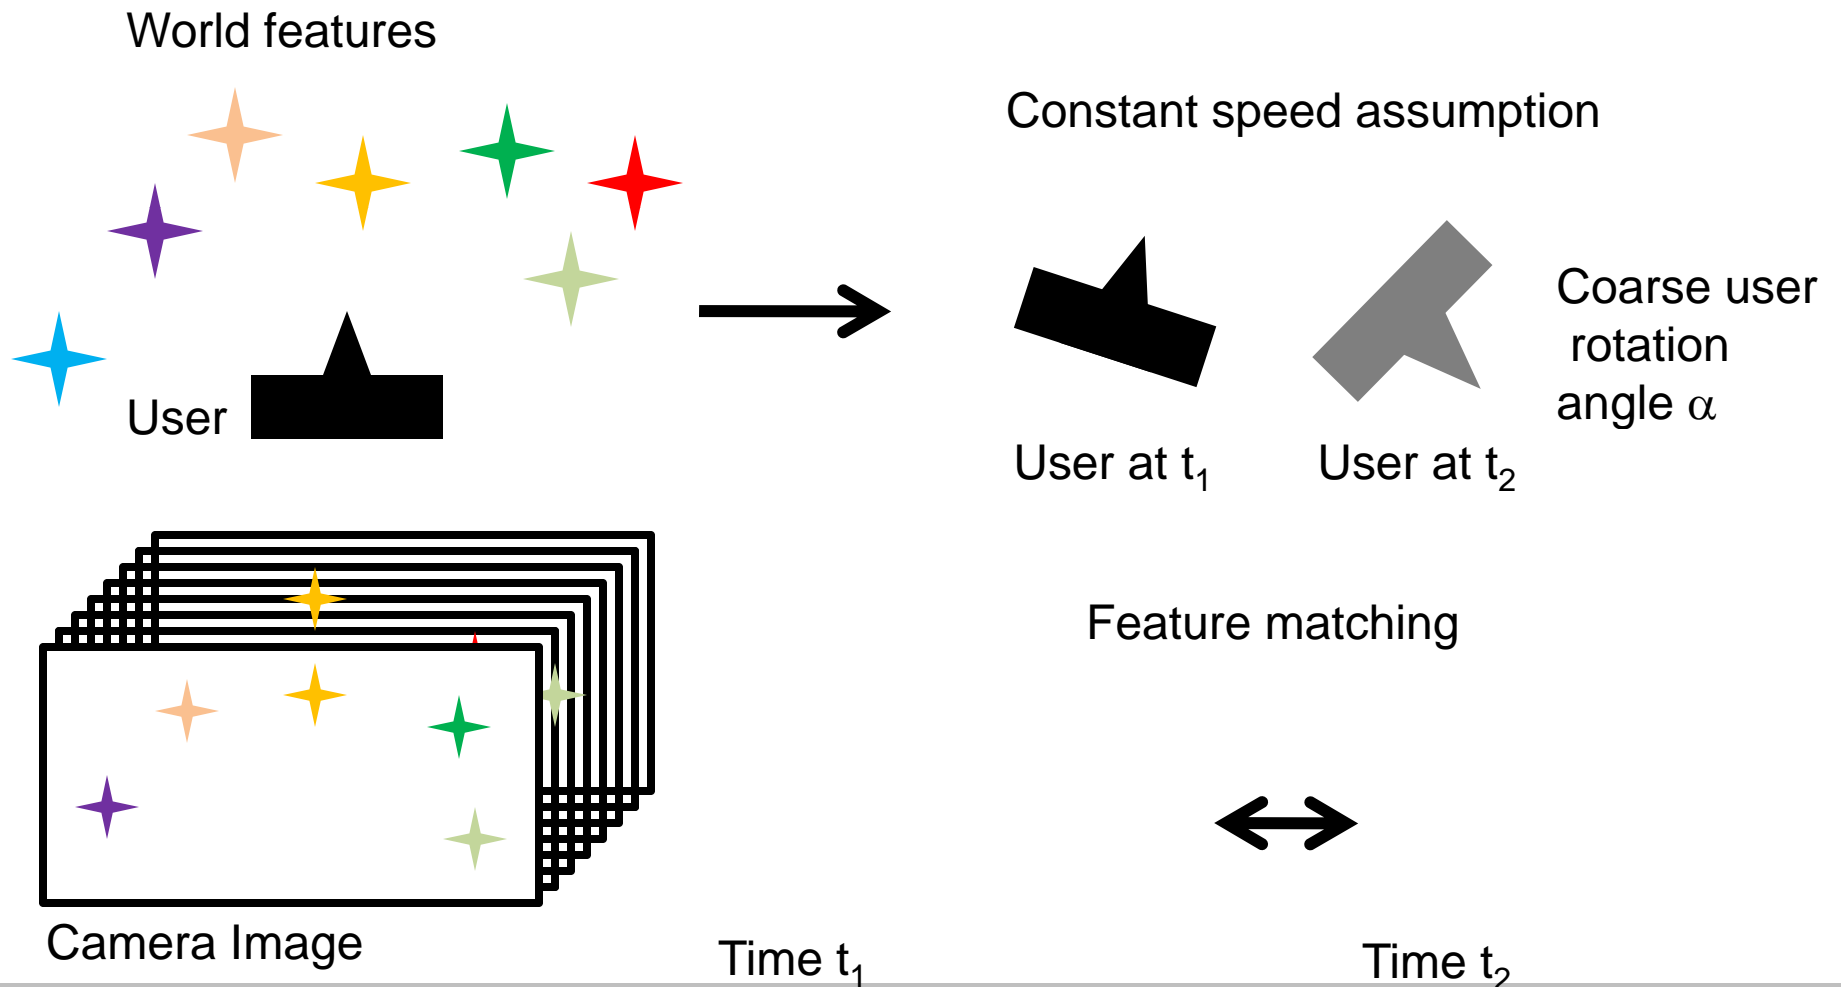 World features
Constant speed assumption
Coarse user
rotation
angle α
User
User at t₁
User at t₂
Feature matching
Camera Image
Time t₁
Time t₂